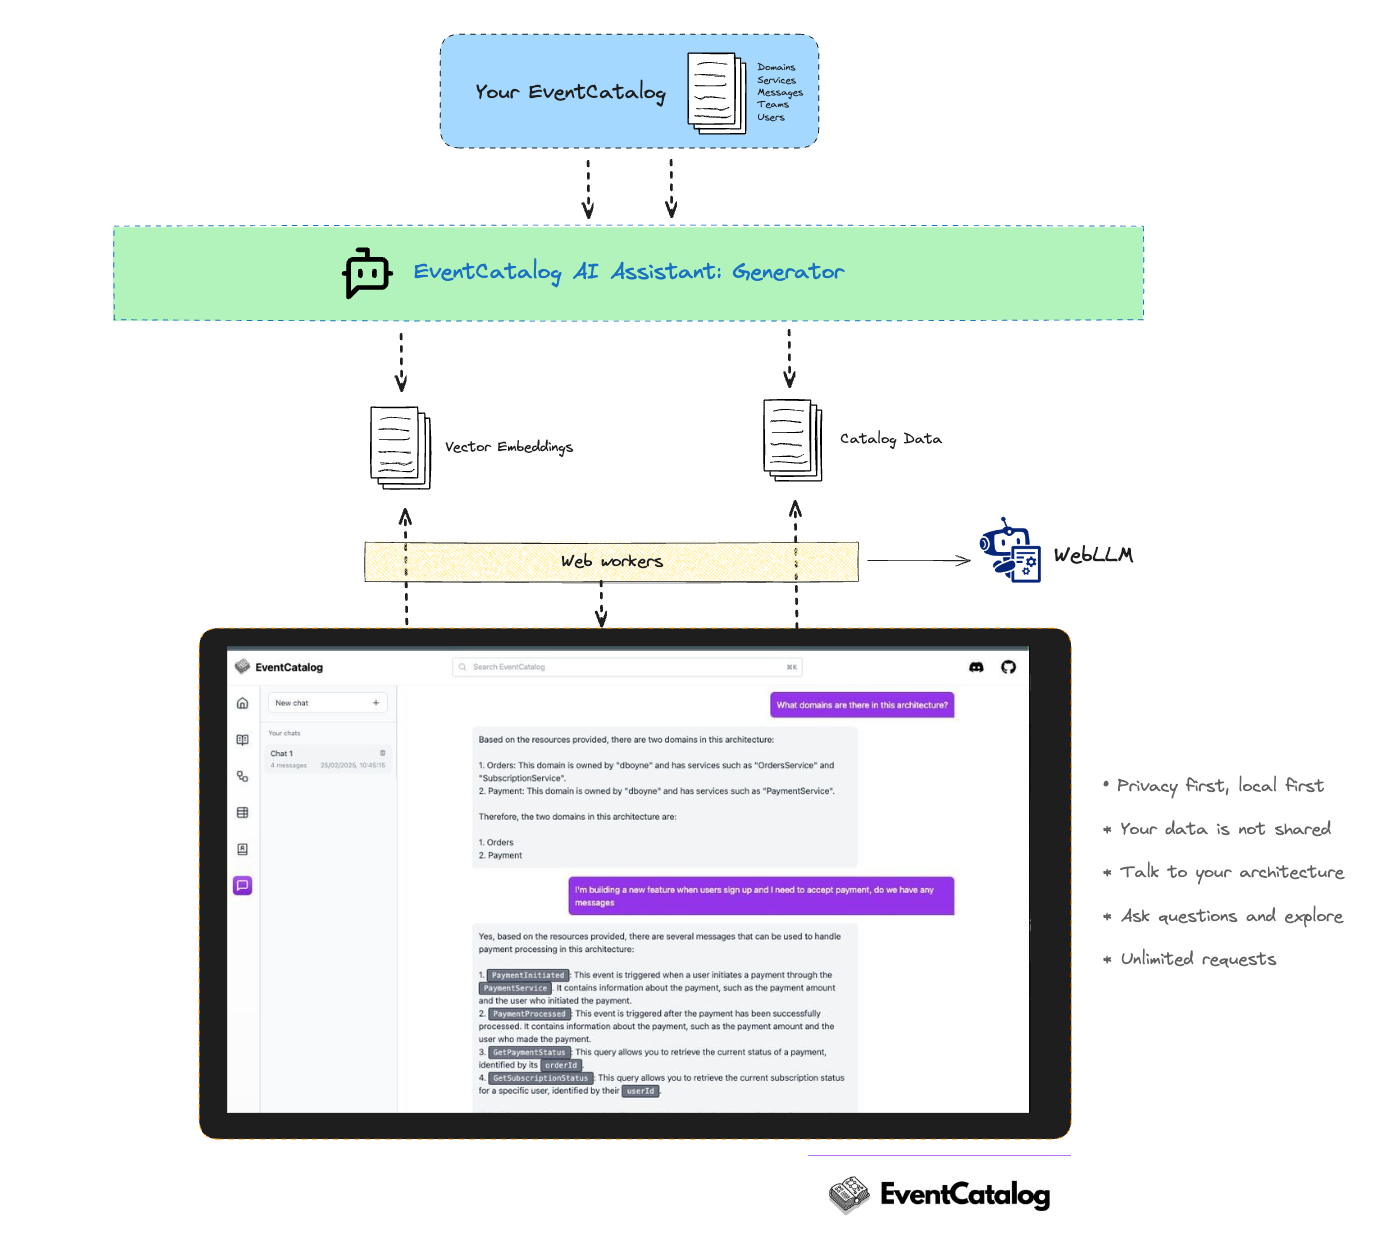 Your EventCatalog
Domains
Services
Messages
Teams
Users
EventCatalog AI Assistant: Generator
Vector Embeddings
Catalog Data
Web workers
WebLLM
EventCatalog
Search EventCatalog
⌘K
New chat +
Your chats
Chat 1
4 messages 25/02/2025, 10:45:15
What domains are there in this architecture?
Based on the resources provided, there are two domains in this architecture:
1. Orders: This domain is owned by "dboyne" and has services such as "OrdersService" and
"SubscriptionService".
2. Payment: This domain is owned by "dboyne" and has services such as "PaymentService".
Therefore, the two domains in this architecture are:
1. Orders
2. Payment
I'm building a new feature when users sign up and I need to accept payment, do we have any
messages
Yes, based on the resources provided, there are several messages that can be used to handle
payment processing in this architecture:
1. PaymentInitiated: This event is triggered when a user initiates a payment through the
PaymentService. It contains information about the payment, such as the payment amount
and the user who initiated the payment.
2. PaymentProcessed: This event is triggered after the payment has been successfully
processed. It contains information about the payment, such as the payment amount and the
user who made the payment.
3. GetPaymentStatus: This query allows you to retrieve the current status of a payment,
identified by its orderId.
4. GetSubscriptionStatus: This query allows you to retrieve the current subscription status
for a specific user, identified by their userId.
* Privacy first, local first
* Your data is not shared
* Talk to your architecture
* Ask questions and explore
* Unlimited requests
EventCatalog